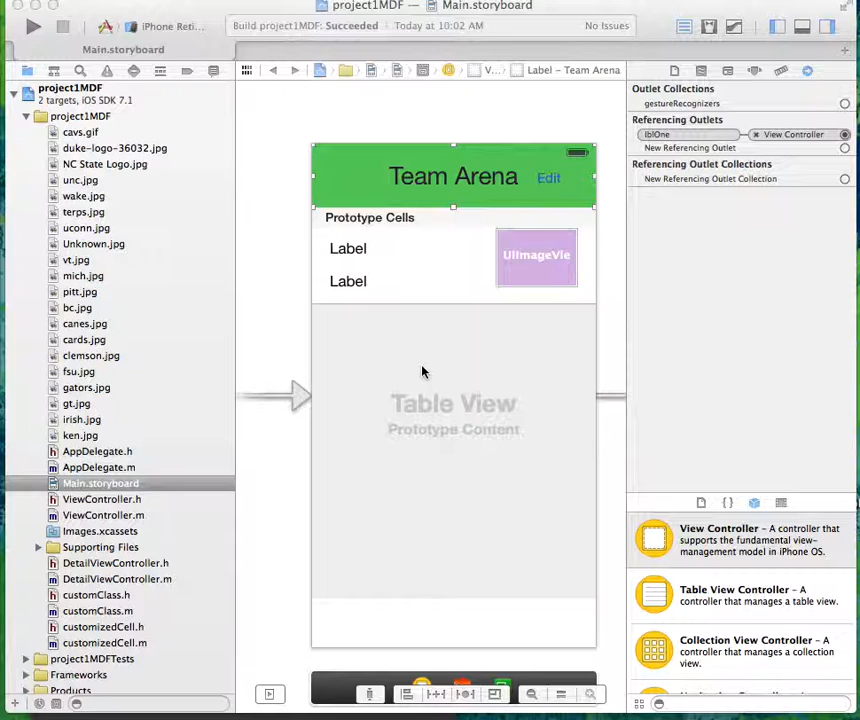 project1MDF — Main.storyboard
iPhone Reti...
Build project1MDF: Succeeded
Today at 10:02 AM
No Issues
Main.storyboard
V...
Label – Team Arena
project1MDF
2 targets, iOS SDK 7.1
project1MDF
cavs.gif
duke-logo-36032.jpg
NC State Logo.jpg
unc.jpg
wake.jpg
terps.jpg
uconn.jpg
Unknown.jpg
vt.jpg
mich.jpg
pitt.jpg
bc.jpg
canes.jpg
cards.jpg
clemson.jpg
fsu.jpg
gators.jpg
gt.jpg
irish.jpg
ken.jpg
AppDelegate.h
AppDelegate.m
Main.storyboard
ViewController.h
ViewController.m
Images.xcassets
Supporting Files
DetailViewController.h
DetailViewController.m
customClass.h
customClass.m
customizedCell.h
customizedCell.m
project1MDFTests
Frameworks
Products
Team Arena
Edit
Prototype Cells
Label
Label
UIImageVie
Table View
Prototype Content
Outlet Collections
gestureRecognizers
Referencing Outlets
lblOne
View Controller
New Referencing Outlet
Referencing Outlet Collections
New Referencing Outlet Collection
View Controller – A controller that
supports the fundamental view-
management model in iPhone OS.
Table View Controller – A
controller that manages a table view.
Collection View Controller – A
controller that manages a collection
view.